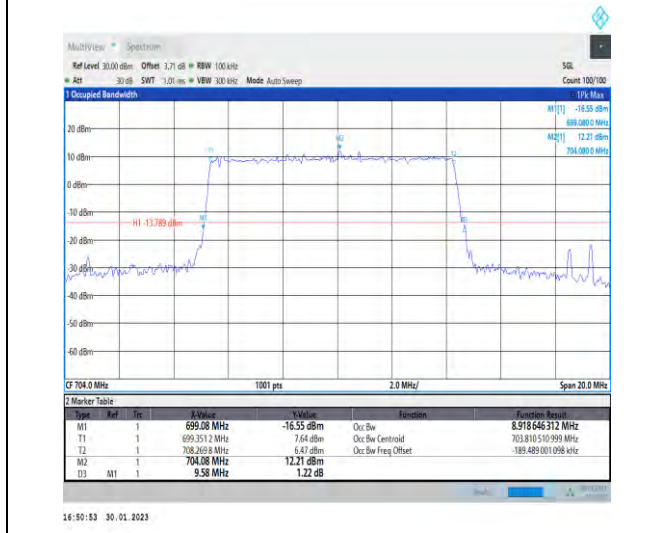 MultiView Spectrum
Ref Level 30.00 dBm Offset 3.71 dB RBW 100 kHz SGL
Att 30 dB SWT 1.01 ms VBW 300 kHz Mode Auto Sweep Count 100/100
1 Occupied Bandwidth 1Pk Max
M1[1] -16.55 dBm
699.0800 MHz
M2[1] 12.21 dBm
704.0800 MHz
20 dBm
M2
T1
T2
10 dBm
0 dBm
-10 dBm
M1
D3
H1 -13.789 dBm
-20 dBm
-30 dBm
-40 dBm
-50 dBm
-60 dBm
CF 704.0 MHz 1001 pts 2.0 MHz/ Span 20.0 MHz
2 Marker Table
Type Ref Trc X-Value Y-Value Function Function Result
M1 1 699.08 MHz -16.55 dBm Occ Bw 8.918 646 312 MHz
T1 1 699.351 2 MHz 7.64 dBm Occ Bw Centroid 703.810 510 999 MHz
T2 1 708.269 8 MHz 6.47 dBm Occ Bw Freq Offset -189.489 001 098 kHz
M2 1 704.08 MHz 12.21 dBm
D3 M1 1 9.58 MHz 1.22 dB
16:50:53 30.01.2023